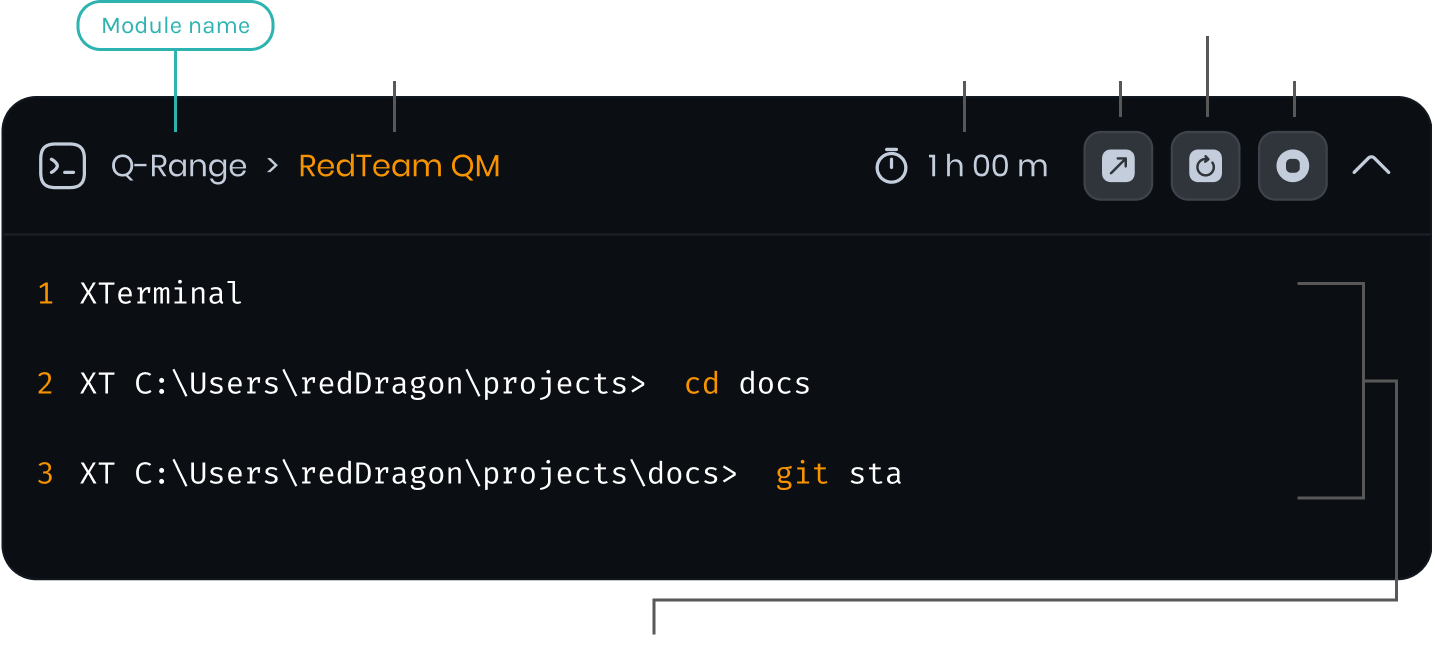 Module name
Q-Range > RedTeam QM 1 h 00 m
1 XTerminal
2 XT C:\Users\redDragon\projects> cd docs
3 XT C:\Users\redDragon\projects\docs> git sta